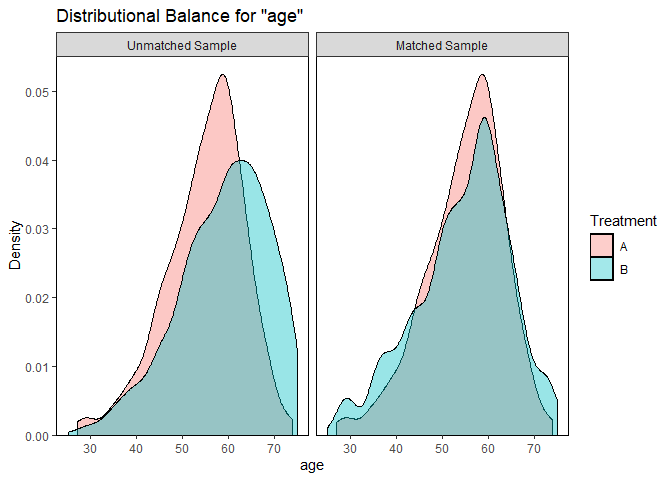 Distributional Balance for "age"
Unmatched Sample
Matched Sample
0.05
0.04
0.03
0.02
0.01
0.00
Density
30 40 50 60 70
30 40 50 60 70
age
Treatment
A
B